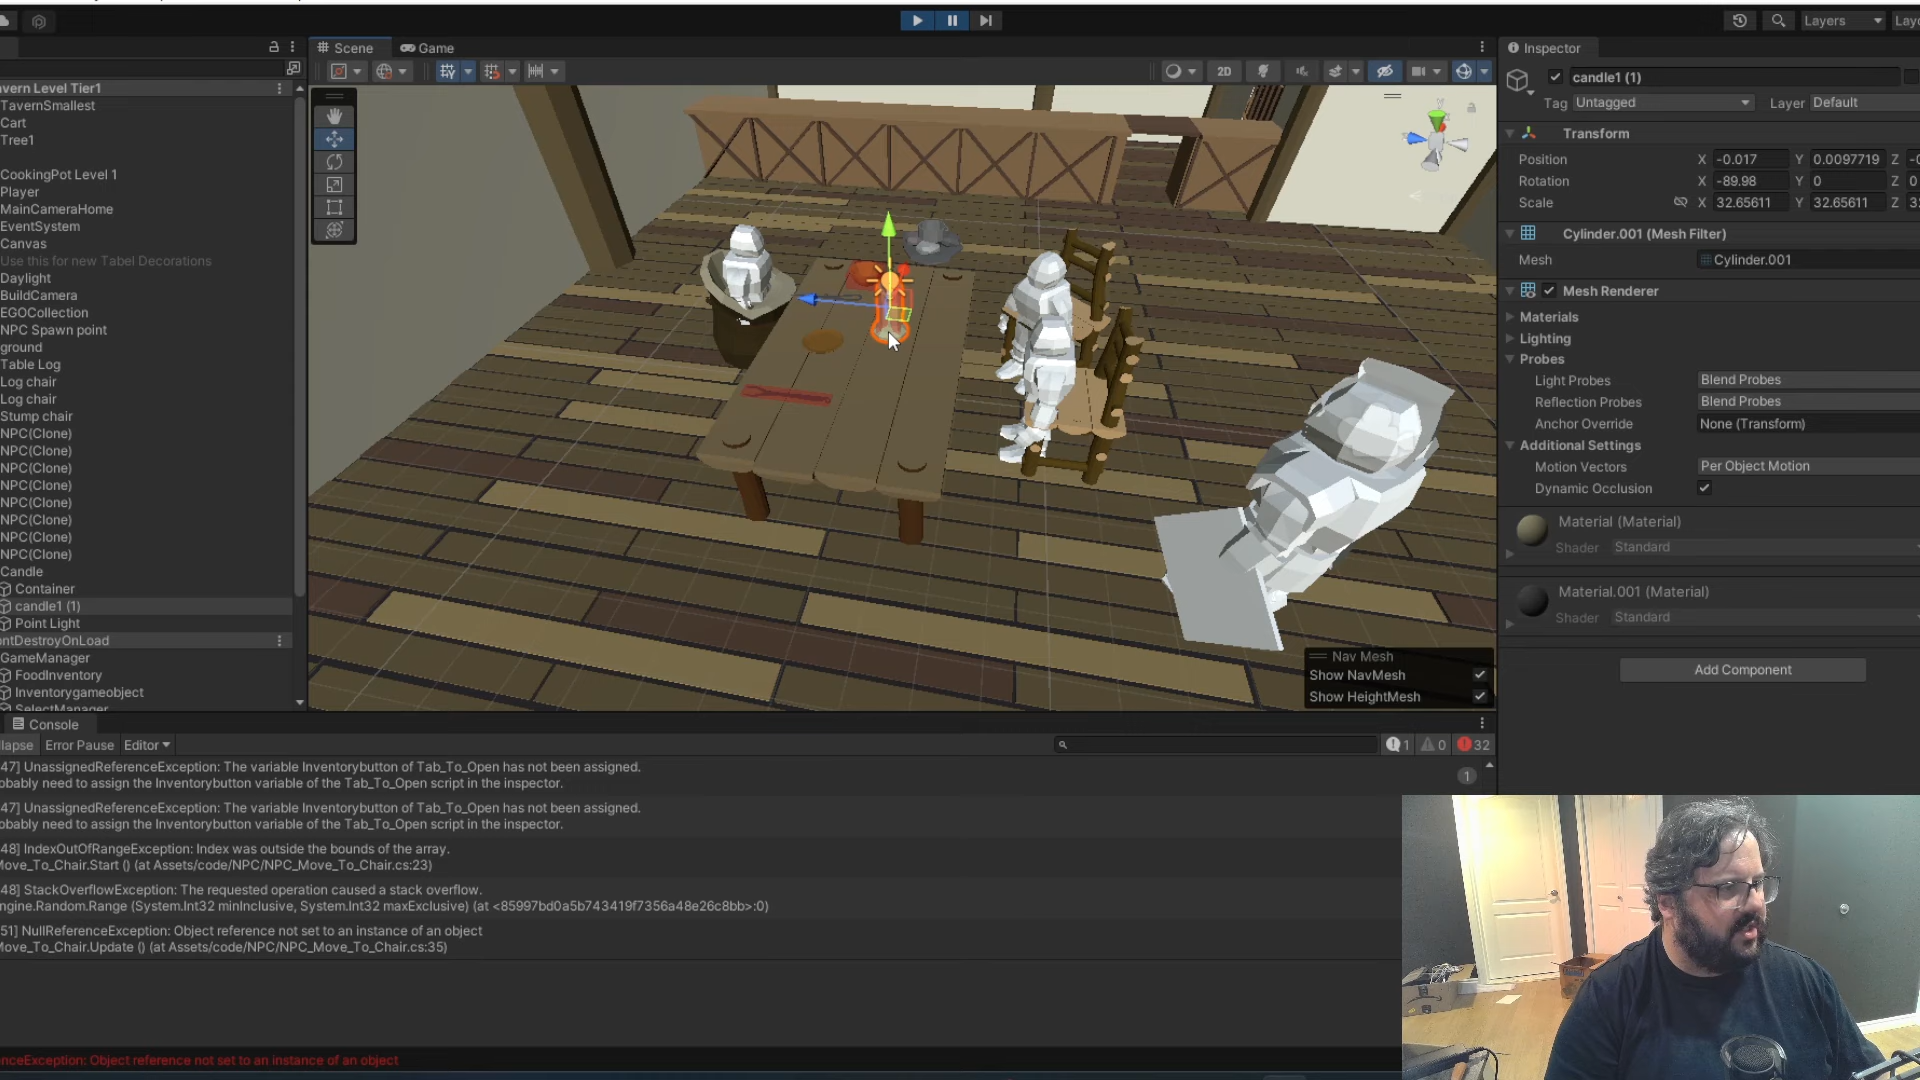 Layers
Scene
Game
Inspector
2D
candle1 (1)
Tag Untagged Layer Default
Transform
Position X -0.017 Y 0.0097719 Z
Rotation X -89.98 Y 0 Z 0
Scale X 32.65611 Y 32.65611 Z
Cylinder.001 (Mesh Filter)
Mesh Cylinder.001
Mesh Renderer
Materials
Lighting
Probes
Light Probes Blend Probes
Reflection Probes Blend Probes
Anchor Override None (Transform)
Additional Settings
Motion Vectors Per Object Motion
Dynamic Occlusion
Material (Material)
Shader Standard
Material.001 (Material)
Shader Standard
Add Component
avern Level Tier1
TavernSmallest
Cart
Tree1
CookingPot Level 1
Player
MainCameraHome
EventSystem
Canvas
Use this for new Tabel Decorations
Daylight
BuildCamera
EGOCollection
NPC Spawn point
ground
Table Log
Log chair
Log chair
Stump chair
NPC(Clone)
NPC(Clone)
NPC(Clone)
NPC(Clone)
NPC(Clone)
NPC(Clone)
NPC(Clone)
NPC(Clone)
Candle
Container
candle1 (1)
Point Light
ontDestroyOnLoad
GameManager
FoodInventory
Inventorygameobject
SelectManager
Nav Mesh
Show NavMesh
Show HeightMesh
Console
lapse Error Pause Editor
1 0 32
47] UnassignedReferenceException: The variable Inventorybutton of Tab_To_Open has not been assigned.
obably need to assign the Inventorybutton variable of the Tab_To_Open script in the inspector.
1
47] UnassignedReferenceException: The variable Inventorybutton of Tab_To_Open has not been assigned.
obably need to assign the Inventorybutton variable of the Tab_To_Open script in the inspector.
48] IndexOutOfRangeException: Index was outside the bounds of the array.
Move_To_Chair.Start () (at Assets/code/NPC/NPC_Move_To_Chair.cs:23)
48] StackOverflowException: The requested operation caused a stack overflow.
ngine.Random.Range (System.Int32 minInclusive, System.Int32 maxExclusive) (at <85997bd0a5b743419f7356a48e26c8bb>:0)
51] NullReferenceException: Object reference not set to an instance of an object
Move_To_Chair.Update () (at Assets/code/NPC/NPC_Move_To_Chair.cs:35)
nceException: Object reference not set to an instance of an object